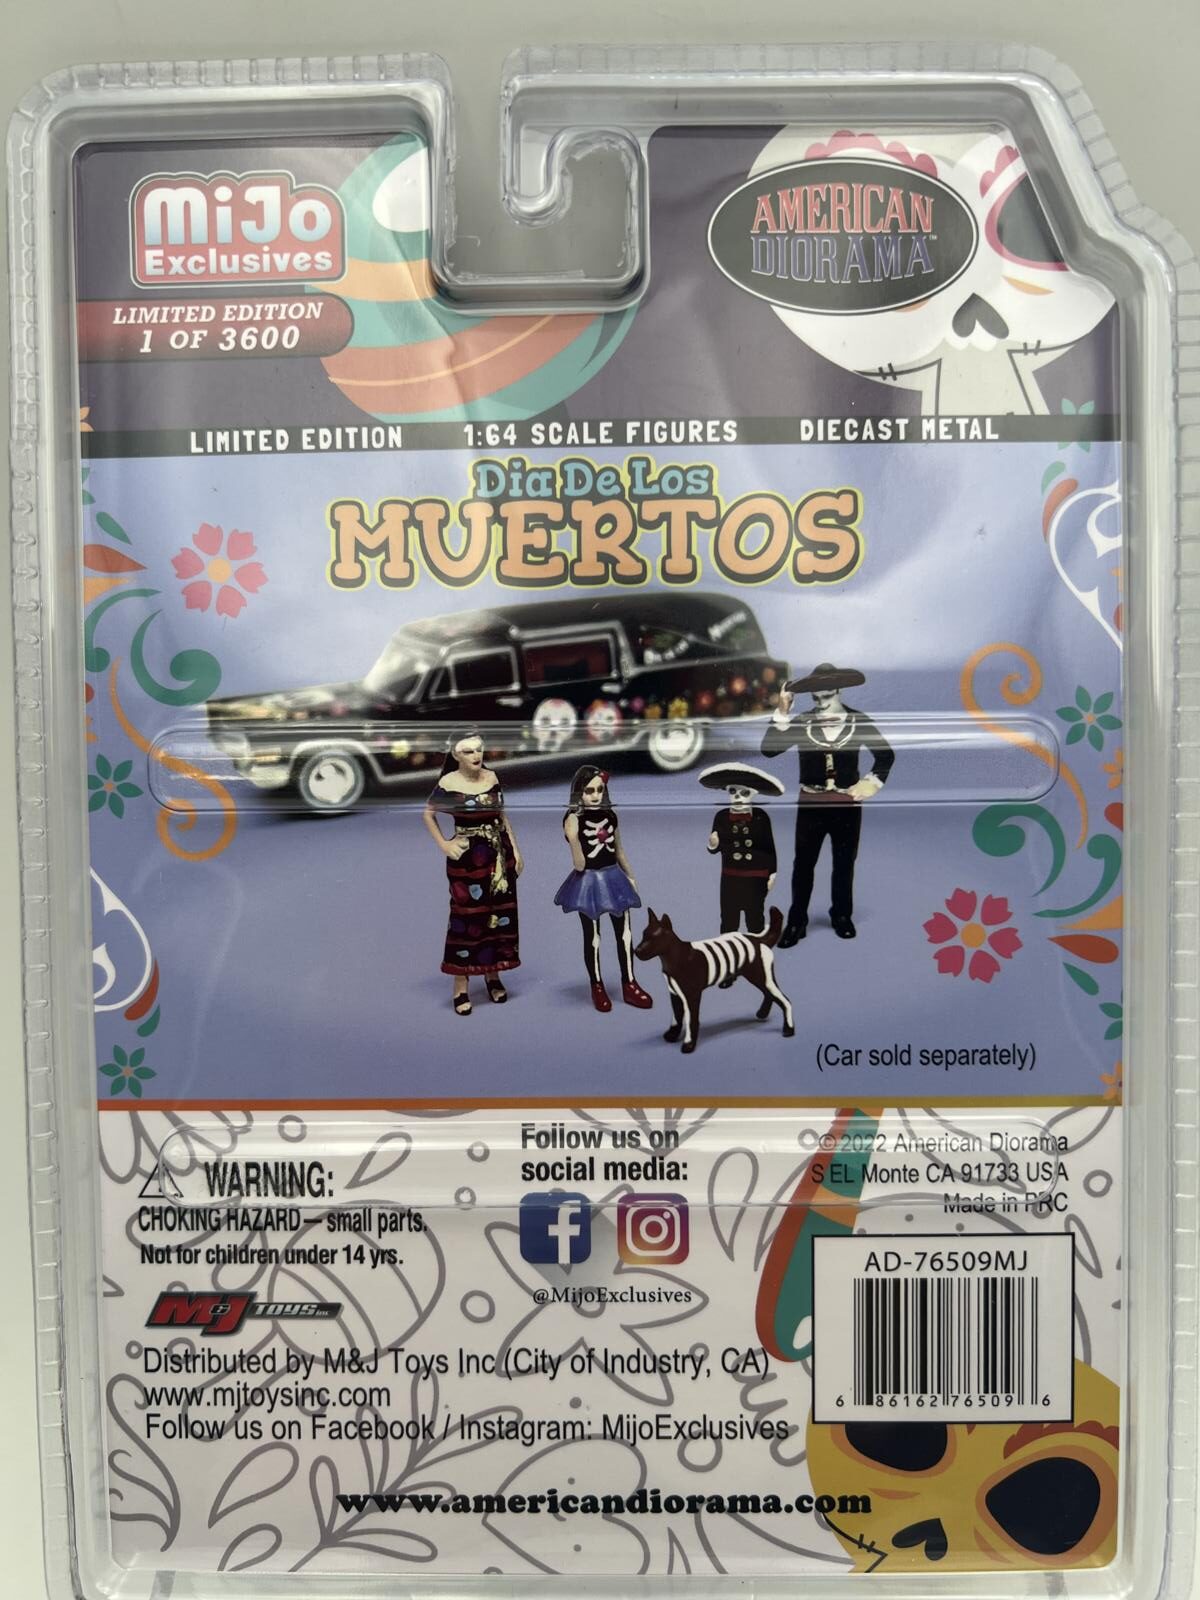 MiJo
Exclusives
LIMITED EDITION
1 OF 3600
AMERICAN
DIORAMA™
LIMITED EDITION 1:64 SCALE FIGURES DIECAST METAL
Dia De Los
MUERTOS
(Car sold separately)
WARNING:
CHOKING HAZARD — small parts.
Not for children under 14 yrs.
M&J TOYS inc
Follow us on
social media:
@MijoExclusives
© 2022 American Diorama
S EL Monte CA 91733 USA
Made in PRC
AD-76509MJ
6 86162 76509 6
Distributed by M&J Toys Inc (City of Industry, CA)
www.mjtoysinc.com
Follow us on Facebook / Instagram: MijoExclusives
www.americandiorama.com